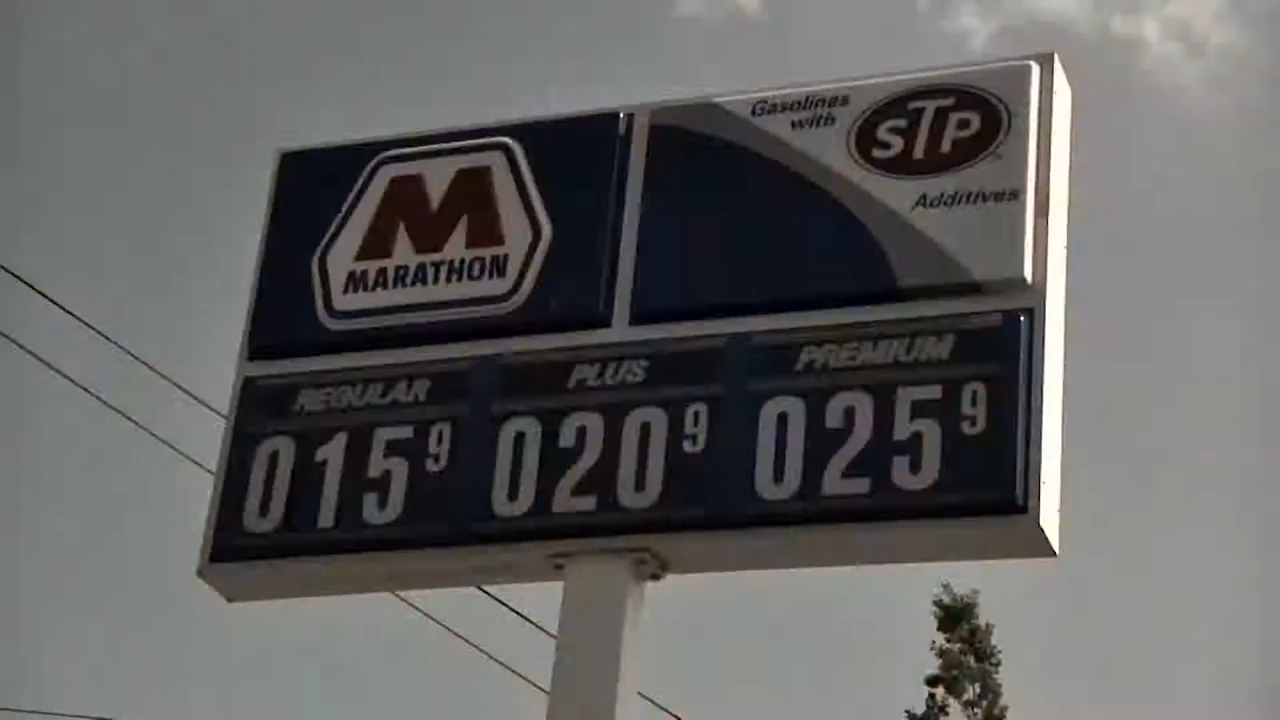 M
MARATHON
Gasolines
with
STP
Additives
REGULAR PLUS PREMIUM
015 9 020 9 025 9